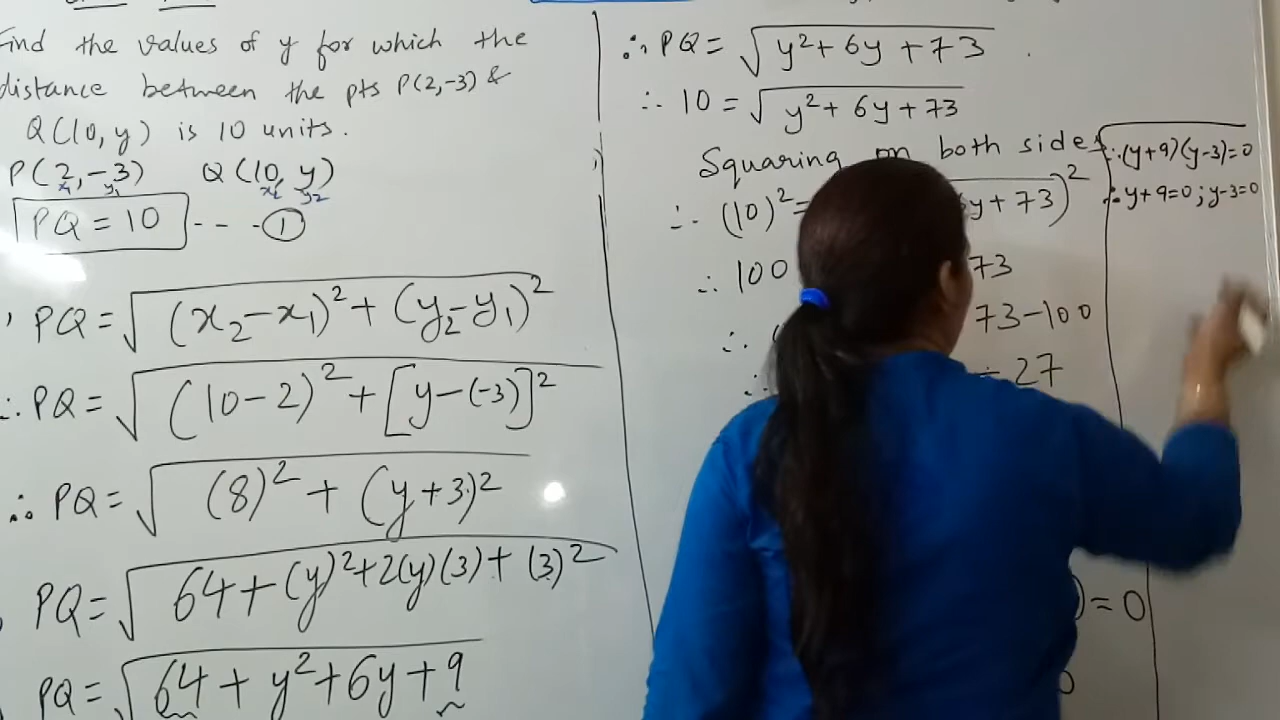 Find the values of y for which the
distance between the pts P(2,-3) &
Q(10, y) is 10 units.
P(2, -3) Q(10, y)
x₁ y₁ x₂ y₂
PQ = 10 --- ①
PQ = √(x₂-x₁)² + (y₂-y₁)²
∴ PQ = √(10-2)² + [y-(-3)]²
∴ PQ = √(8)² + (y+3)²
PQ = √64 + (y)² + 2(y)(3) + (3)²
PQ = √64 + y² + 6y + 9
∴ PQ = √y² + 6y + 73
∴ 10 = √y² + 6y + 73
Squaring on both sides
∴ (10)² = 6y + 73)²
∴ 100 73
∴ 73-100
∴ 27
)=0
0
∴(y+9)(y-3)=0
∴ y+9=0; y-3=0